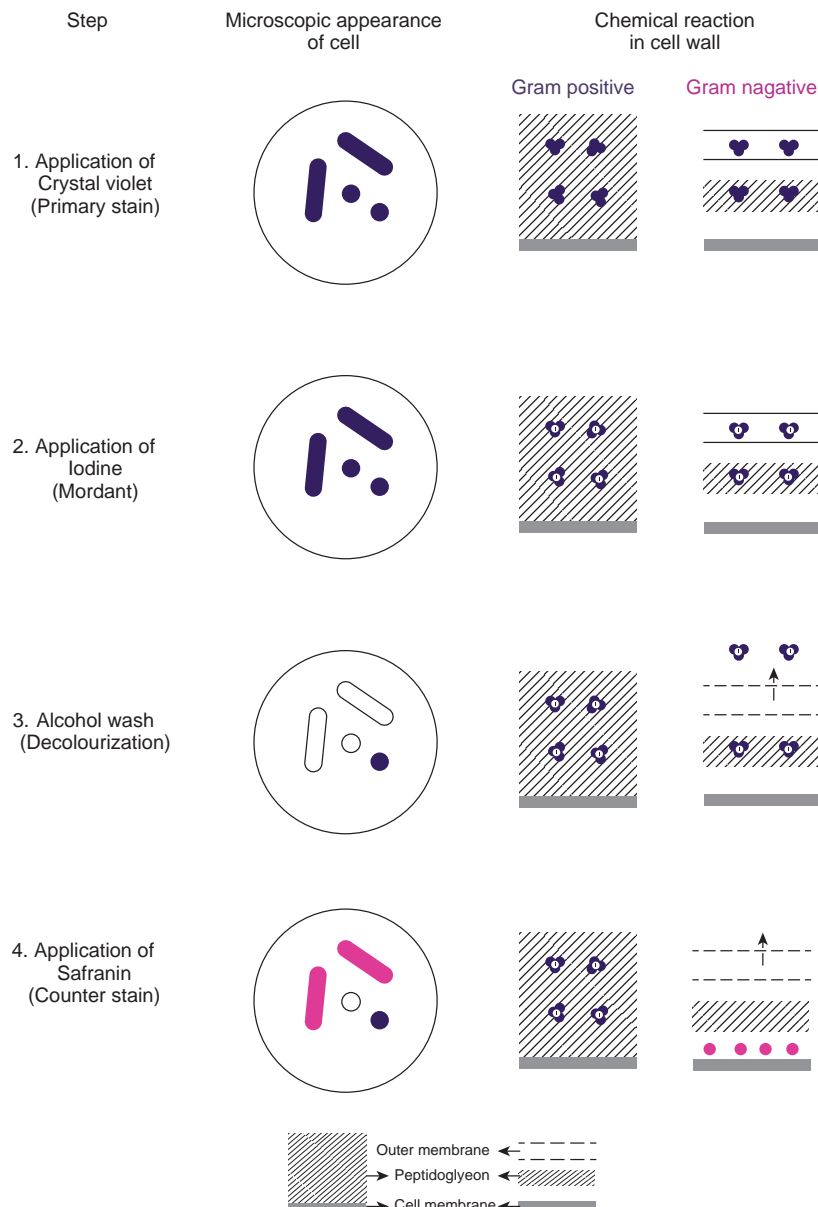 Step
Microscopic appearance
of cell
Chemical reaction
in cell wall
Gram positive
Gram nagative
1. Application of
Crystal violet
(Primary stain)
2. Application of
Iodine
(Mordant)
3. Alcohol wash
(Decolourization)
4. Application of
Safranin
(Counter stain)
Outer membrane
Peptidoglyeon
Cell membrane